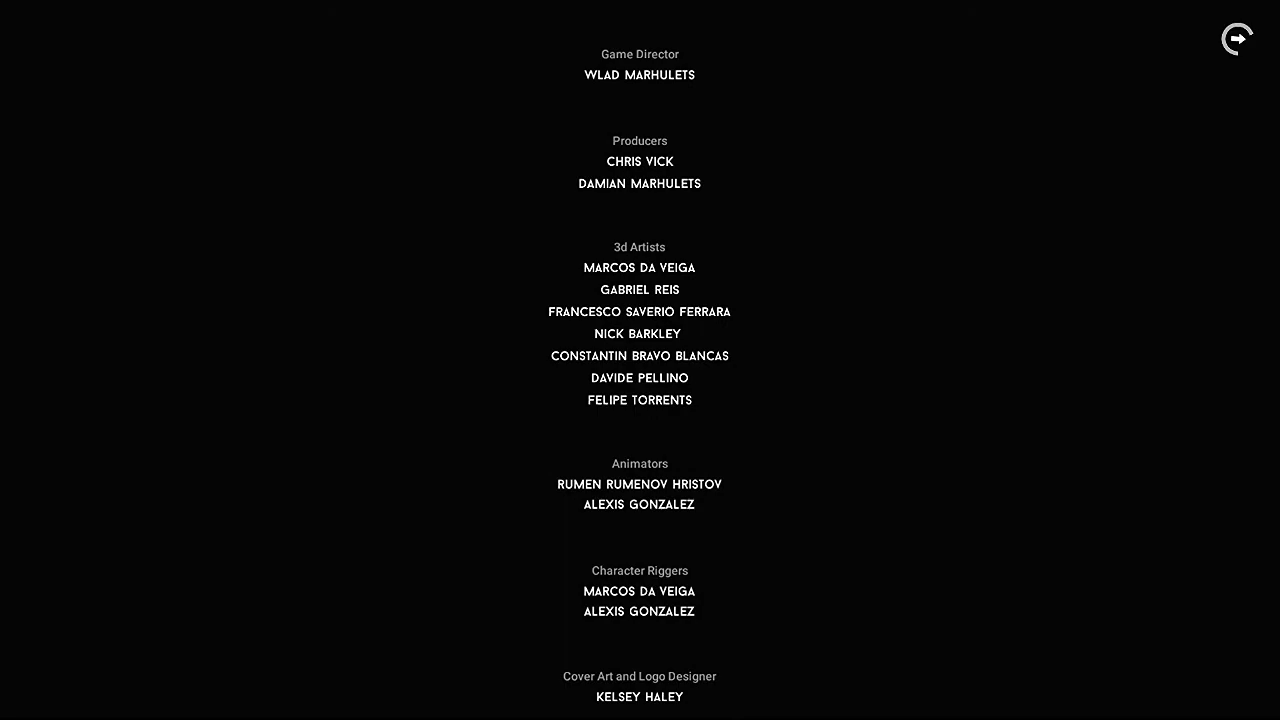 Game Director
WLAD MARHULETS
Producers
CHRIS VICK
DAMIAN MARHULETS
3d Artists
MARCOS DA VEIGA
GABRIEL REIS
FRANCESCO SAVERIO FERRARA
NICK BARKLEY
CONSTANTIN BRAVO BLANCAS
DAVIDE PELLINO
FELIPE TORRENTS
Animators
RUMEN RUMENOV HRISTOV
ALEXIS GONZALEZ
Character Riggers
MARCOS DA VEIGA
ALEXIS GONZALEZ
Cover Art and Logo Designer
KELSEY HALEY